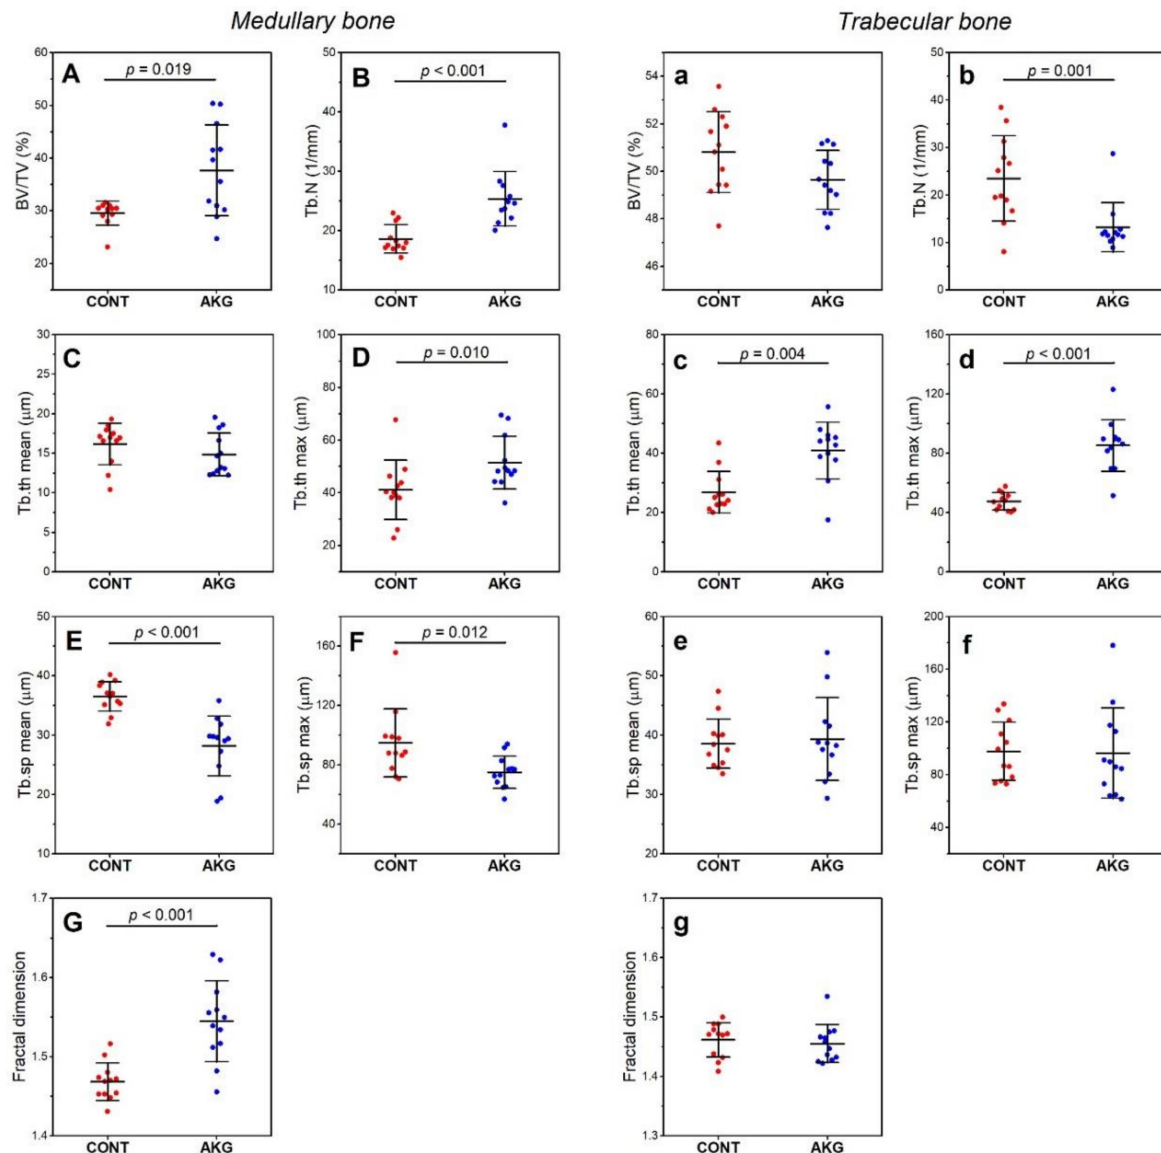 Medullary bone
Trabecular bone
A
p = 0.019
BV/TV (%)
60
50
40
30
20
CONT
AKG
B
p < 0.001
Tb.N (1/mm)
50
40
30
20
10
CONT
AKG
a
BV/TV (%)
54
52
50
48
46
CONT
AKG
b
p = 0.001
Tb.N (1/mm)
50
40
30
20
10
0
CONT
AKG
C
Tb.th mean (μm)
30
25
20
15
10
5
0
CONT
AKG
D
p = 0.010
Tb.th max (μm)
100
80
60
40
20
CONT
AKG
c
p = 0.004
Tb.th mean (μm)
80
60
40
20
0
CONT
AKG
d
p < 0.001
Tb.th max (μm)
160
120
80
40
0
CONT
AKG
E
p < 0.001
Tb.sp mean (μm)
50
40
30
20
10
CONT
AKG
F
p = 0.012
Tb.sp max (μm)
160
120
80
40
CONT
AKG
e
Tb.sp mean (μm)
60
50
40
30
20
CONT
AKG
f
Tb.sp max (μm)
200
160
120
80
40
CONT
AKG
G
p < 0.001
Fractal dimension
1.7
1.6
1.5
1.4
CONT
AKG
g
Fractal dimension
1.7
1.6
1.5
1.4
1.3
CONT
AKG